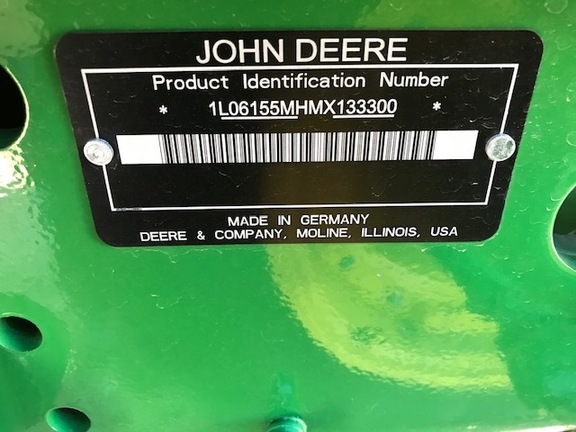 JOHN DEERE
Product Identification Number
* 1L06155MHMX133300 *
MADE IN GERMANY
DEERE & COMPANY, MOLINE, ILLINOIS, USA